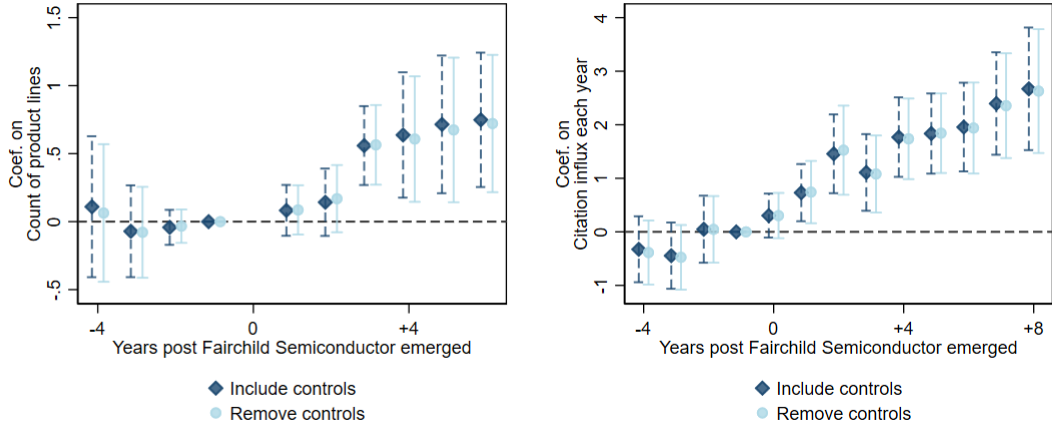 Coef. on
Count of product lines
1.5
1
.5
0
-.5
-4
0
+4
Years post Fairchild Semiconductor emerged
Include controls
Remove controls
Coef. on
Citation influx each year
4
3
2
1
0
-1
-4
0
+4
+8
Years post Fairchild Semiconductor emerged
Include controls
Remove controls